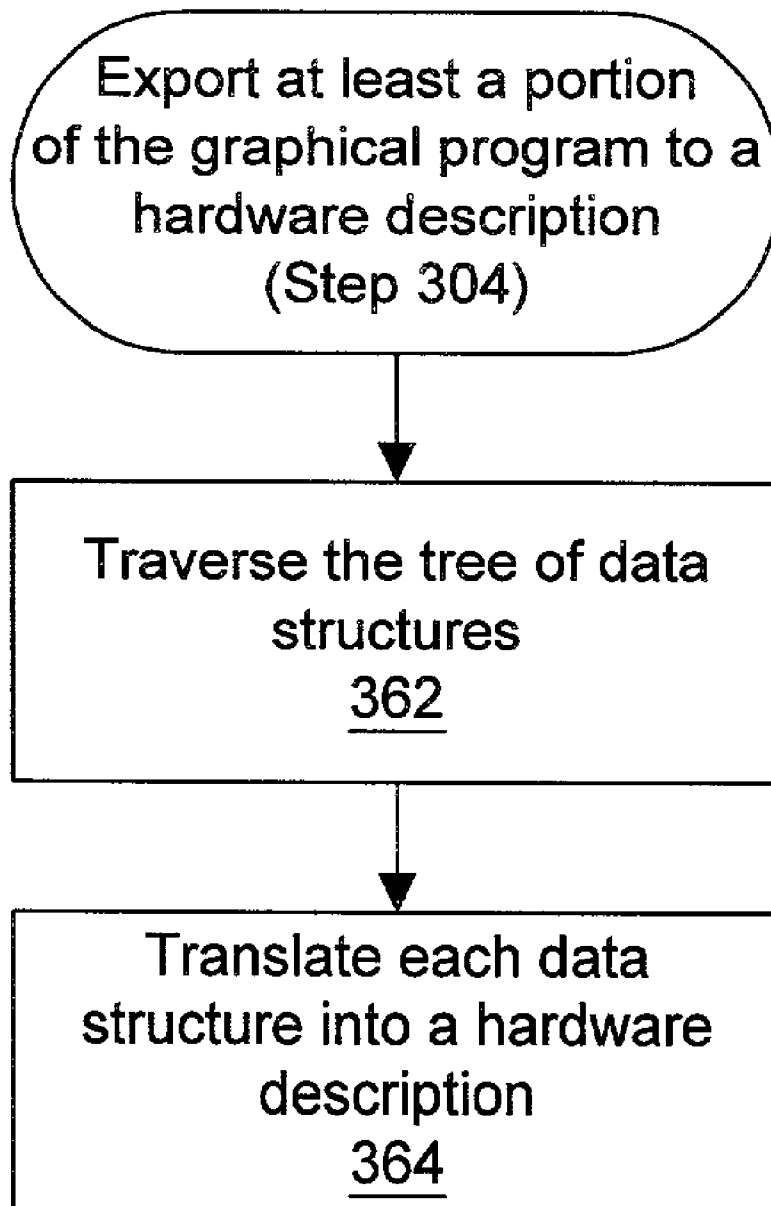 Export at least a portion
of the graphical program to a
hardware description
(Step 304)
Traverse the tree of data
structures
362
Translate each data
structure into a hardware
description
364